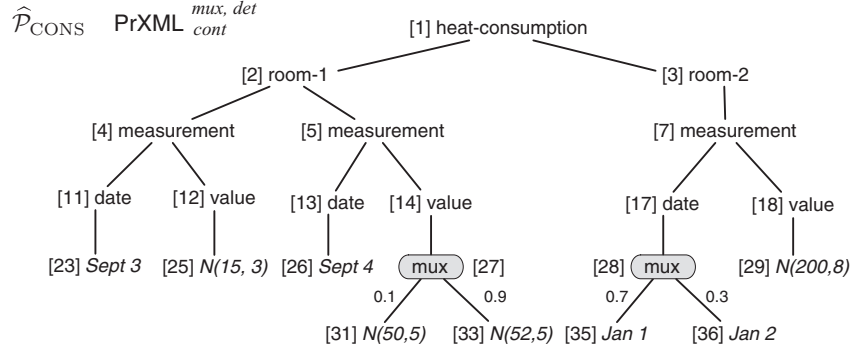 P̂CONS PrXML mux, det cont
[1] heat-consumption
[2] room-1 [3] room-2
[4] measurement [5] measurement [7] measurement
[11] date [12] value [13] date [14] value [17] date [18] value
[23] Sept 3 [25] N(15, 3) [26] Sept 4 mux [27] [28] mux [29] N(200,8)
0.1 0.9 0.7 0.3
[31] N(50,5) [33] N(52,5) [35] Jan 1 [36] Jan 2